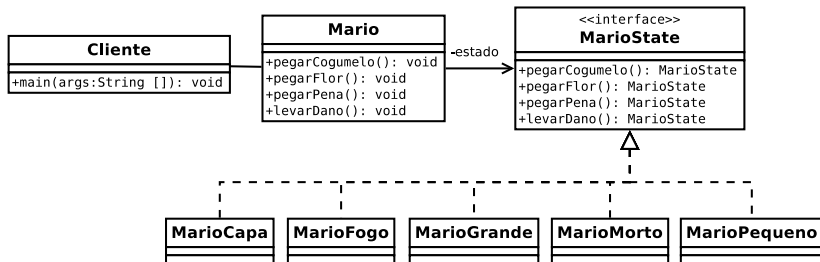 Cliente
+main(args:String []): void
Mario
+pegarCogumelo(): void
+pegarFlor(): void
+pegarPena(): void
+levarDano(): void
-estado
<<interface>>
MarioState
+pegarCogumelo(): MarioState
+pegarFlor(): MarioState
+pegarPena(): MarioState
+levarDano(): MarioState
MarioCapa
MarioFogo
MarioGrande
MarioMorto
MarioPequeno